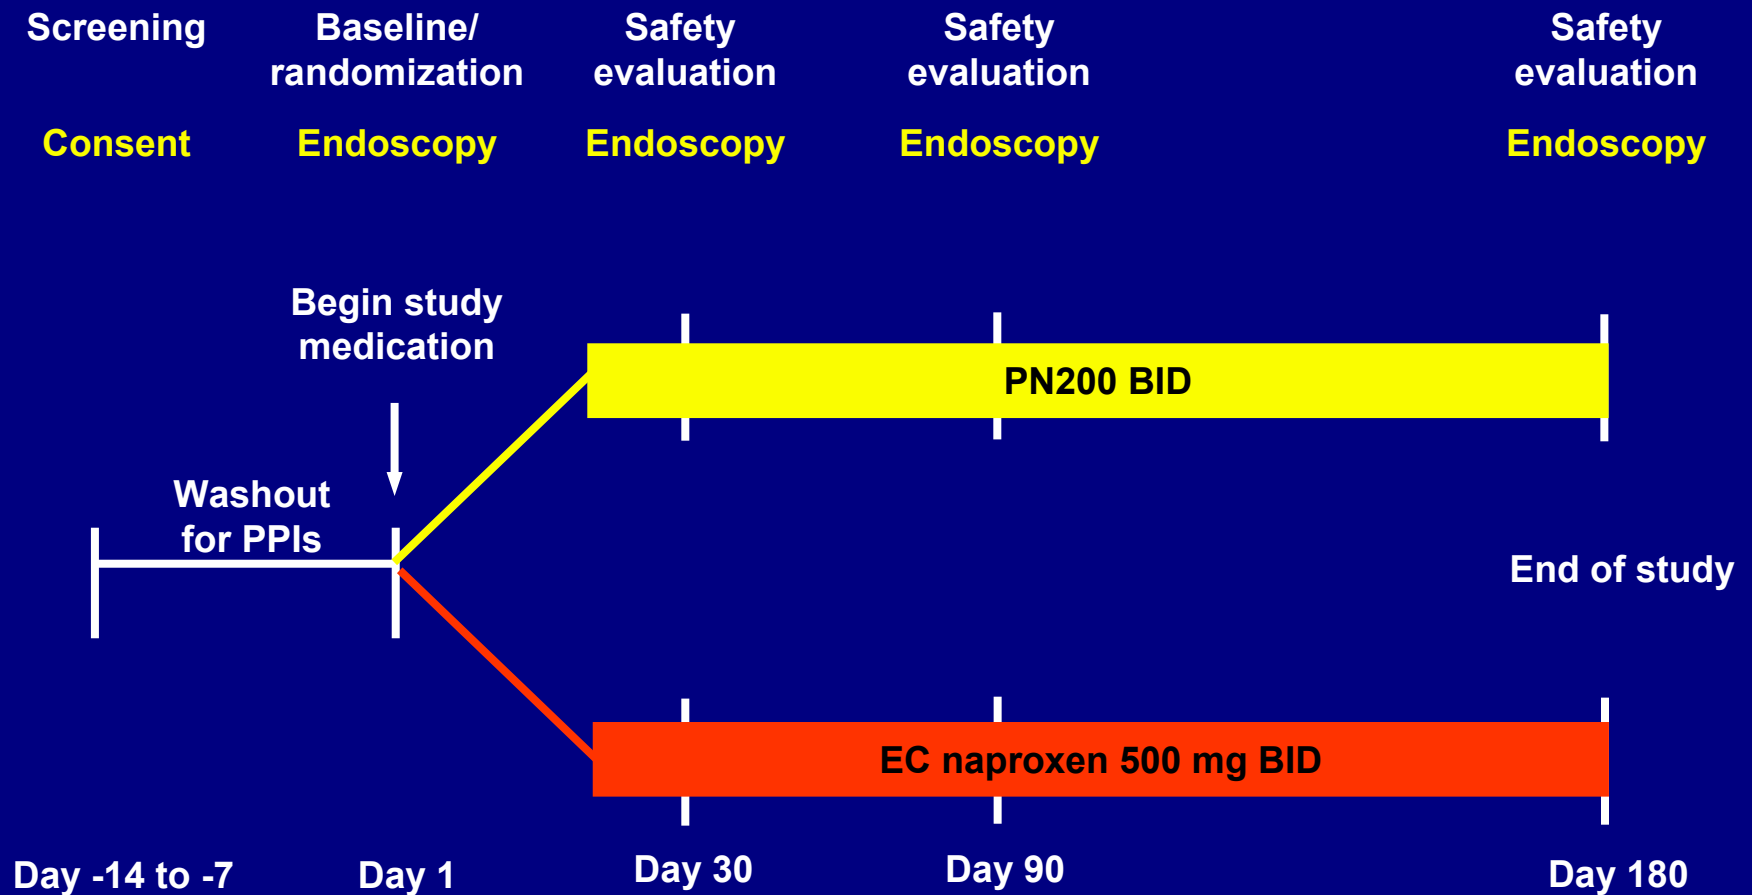 Screening
Baseline/
randomization
Safety
evaluation
Safety
evaluation
Safety
evaluation
Consent
Endoscopy
Endoscopy
Endoscopy
Endoscopy
Begin study
medication
PN200 BID
Washout
for PPIs
End of study
EC naproxen 500 mg BID
Day -14 to -7
Day 1
Day 30
Day 90
Day 180